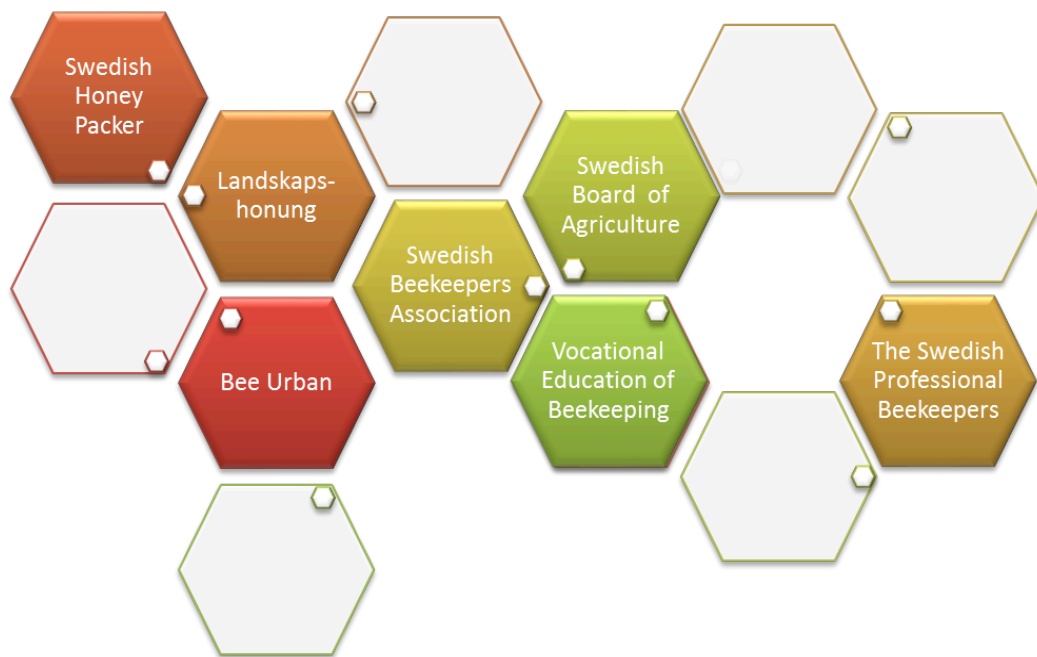 Swedish
Honey
Packer
Landskaps-
honung
Swedish
Board of
Agriculture
Swedish
Beekeepers
Association
Bee Urban
Vocational
Education of
Beekeeping
The Swedish
Professional
Beekeepers